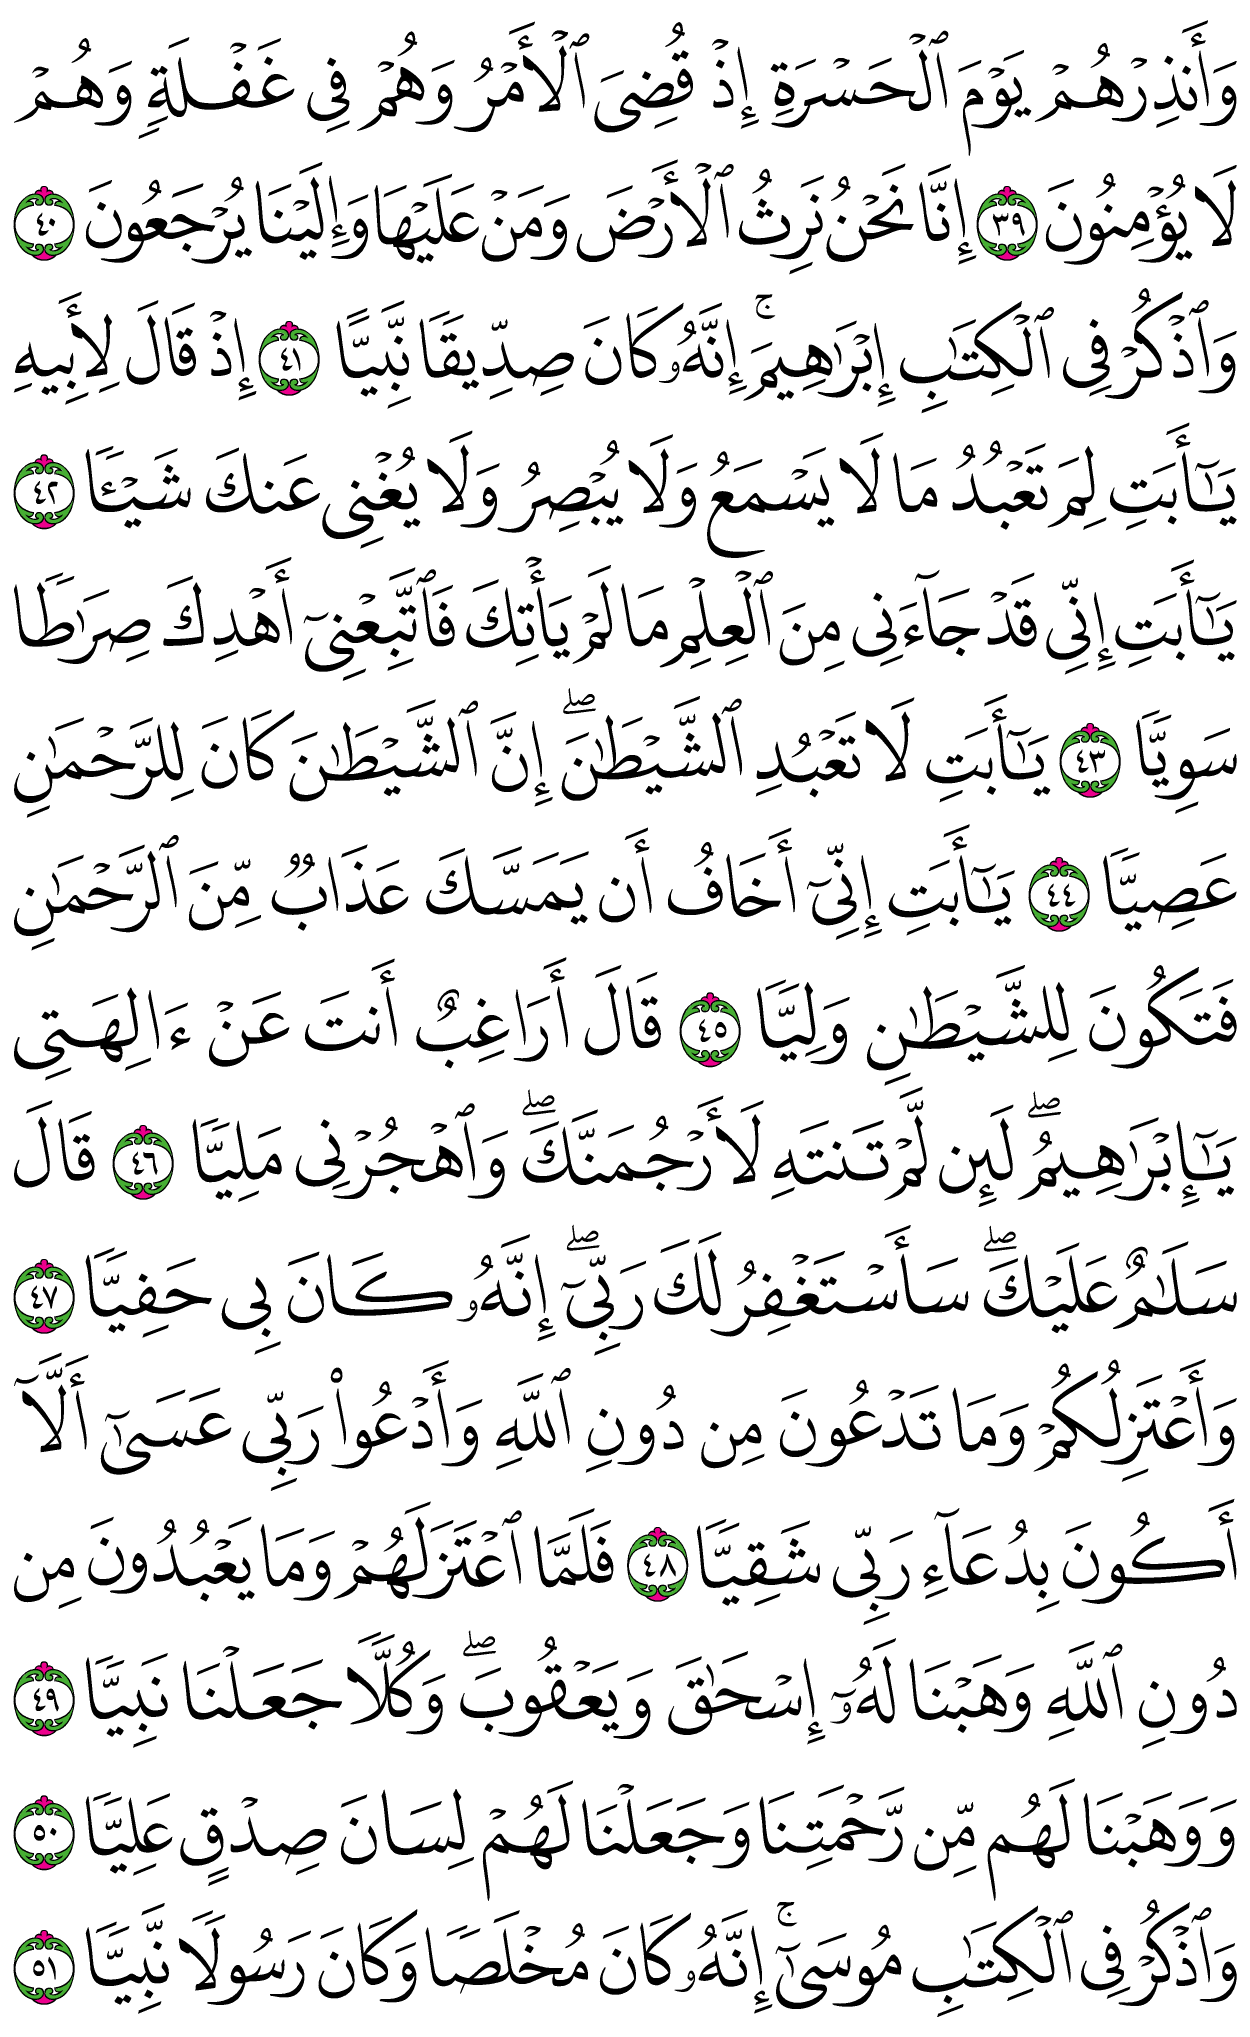 وَأَنذِرْهُمْ يَوْمَ ٱلْحَسْرَةِ إِذْ قُضِىَ ٱلْأَمْرُ وَهُمْ فِى غَفْلَةٍ وَهُمْ
لَا يُؤْمِنُونَ ٣٩ إِنَّا نَحْنُ نَرِثُ ٱلْأَرْضَ وَمَنْ عَلَيْهَا وَإِلَيْنَا يُرْجَعُونَ ٤٠
وَٱذْكُرْ فِى ٱلْكِتَٰبِ إِبْرَٰهِيمَ ۚ إِنَّهُۥ كَانَ صِدِّيقًا نَّبِيًّا ٤١ إِذْ قَالَ لِأَبِيهِ
يَٰٓأَبَتِ لِمَ تَعْبُدُ مَا لَا يَسْمَعُ وَلَا يُبْصِرُ وَلَا يُغْنِى عَنكَ شَيْـًٔا ٤٢
يَٰٓأَبَتِ إِنِّى قَدْ جَآءَنِى مِنَ ٱلْعِلْمِ مَا لَمْ يَأْتِكَ فَٱتَّبِعْنِىٓ أَهْدِكَ صِرَٰطًا
سَوِيًّا ٤٣ يَٰٓأَبَتِ لَا تَعْبُدِ ٱلشَّيْطَٰنَ ۖ إِنَّ ٱلشَّيْطَٰنَ كَانَ لِلرَّحْمَٰنِ
عَصِيًّا ٤٤ يَٰٓأَبَتِ إِنِّىٓ أَخَافُ أَن يَمَسَّكَ عَذَابٌ مِّنَ ٱلرَّحْمَٰنِ
فَتَكُونَ لِلشَّيْطَٰنِ وَلِيًّا ٤٥ قَالَ أَرَاغِبٌ أَنتَ عَنْ ءَالِهَتِى
يَٰٓإِبْرَٰهِيمُ ۖ لَئِن لَّمْ تَنتَهِ لَأَرْجُمَنَّكَ ۖ وَٱهْجُرْنِى مَلِيًّا ٤٦ قَالَ
سَلَٰمٌ عَلَيْكَ ۖ سَأَسْتَغْفِرُ لَكَ رَبِّىٓ ۖ إِنَّهُۥ كَانَ بِى حَفِيًّا ٤٧
وَأَعْتَزِلُكُمْ وَمَا تَدْعُونَ مِن دُونِ ٱللَّهِ وَأَدْعُوا۟ رَبِّى عَسَىٰٓ أَلَّآ
أَكُونَ بِدُعَآءِ رَبِّى شَقِيًّا ٤٨ فَلَمَّا ٱعْتَزَلَهُمْ وَمَا يَعْبُدُونَ مِن
دُونِ ٱللَّهِ وَهَبْنَا لَهُۥٓ إِسْحَٰقَ وَيَعْقُوبَ ۖ وَكُلًّا جَعَلْنَا نَبِيًّا ٤٩
وَوَهَبْنَا لَهُم مِّن رَّحْمَتِنَا وَجَعَلْنَا لَهُمْ لِسَانَ صِدْقٍ عَلِيًّا ٥٠
وَٱذْكُرْ فِى ٱلْكِتَٰبِ مُوسَىٰٓ ۚ إِنَّهُۥ كَانَ مُخْلَصًا وَكَانَ رَسُولًا نَّبِيًّا ٥١